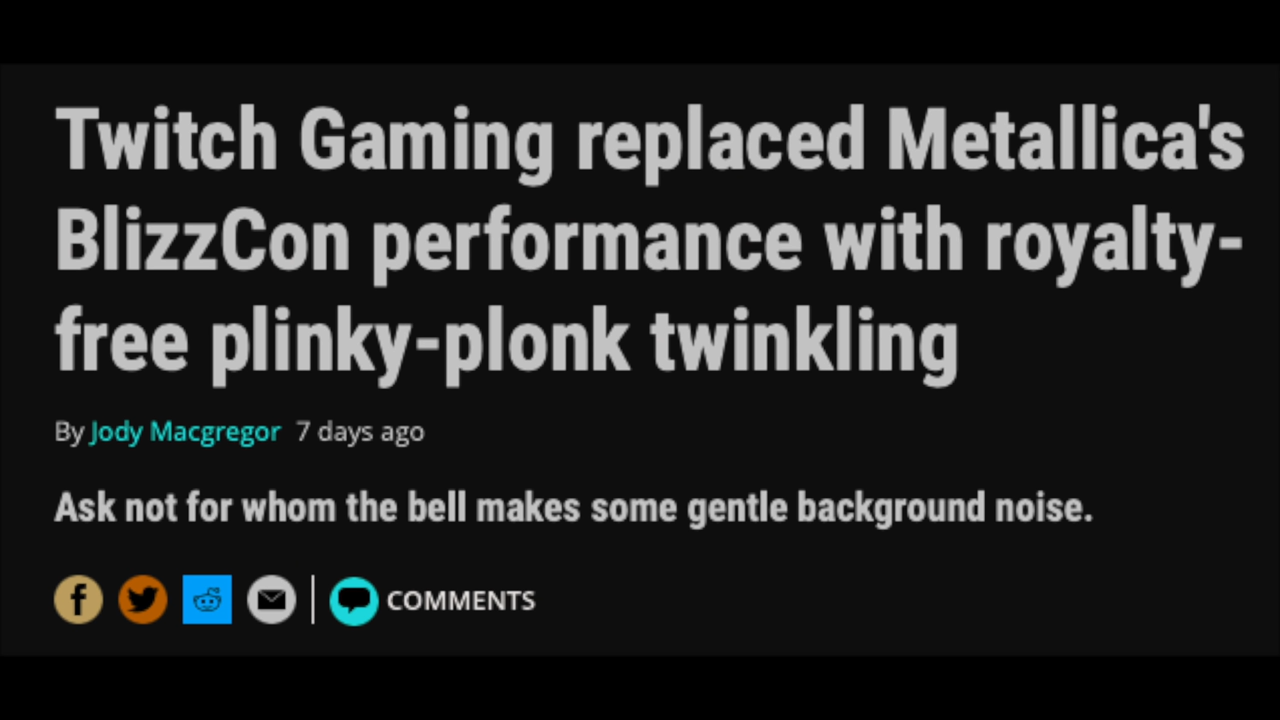 Twitch Gaming replaced Metallica's
BlizzCon performance with royalty-
free plinky-plonk twinkling
By Jody Macgregor 7 days ago
Ask not for whom the bell makes some gentle background noise.
COMMENTS